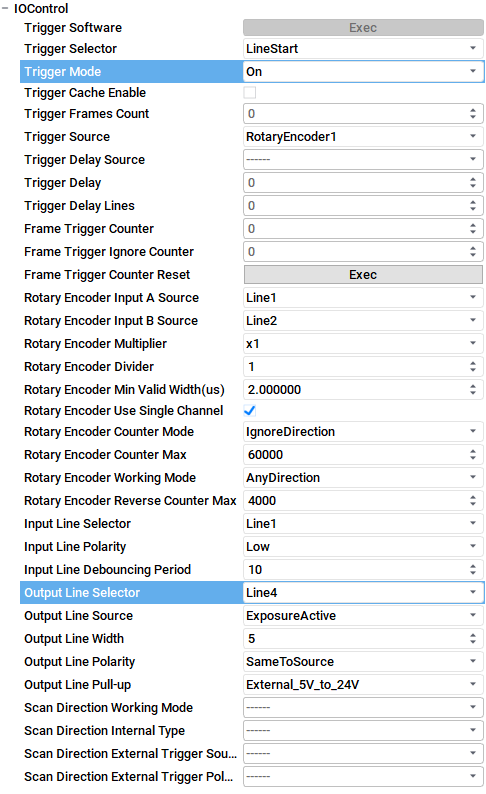 IOControl
Trigger Software Exec
Trigger Selector LineStart
Trigger Mode On
Trigger Cache Enable
Trigger Frames Count 0
Trigger Source RotaryEncoder1
Trigger Delay Source ------
Trigger Delay 0
Trigger Delay Lines 0
Frame Trigger Counter 0
Frame Trigger Ignore Counter 0
Frame Trigger Counter Reset Exec
Rotary Encoder Input A Source Line1
Rotary Encoder Input B Source Line2
Rotary Encoder Multiplier x1
Rotary Encoder Divider 1
Rotary Encoder Min Valid Width(us) 2.000000
Rotary Encoder Use Single Channel
Rotary Encoder Counter Mode IgnoreDirection
Rotary Encoder Counter Max 60000
Rotary Encoder Working Mode AnyDirection
Rotary Encoder Reverse Counter Max 4000
Input Line Selector Line1
Input Line Polarity Low
Input Line Debouncing Period 10
Output Line Selector Line4
Output Line Source ExposureActive
Output Line Width 5
Output Line Polarity SameToSource
Output Line Pull-up External_5V_to_24V
Scan Direction Working Mode ------
Scan Direction Internal Type ------
Scan Direction External Trigger Sou... ------
Scan Direction External Trigger Pol... ------